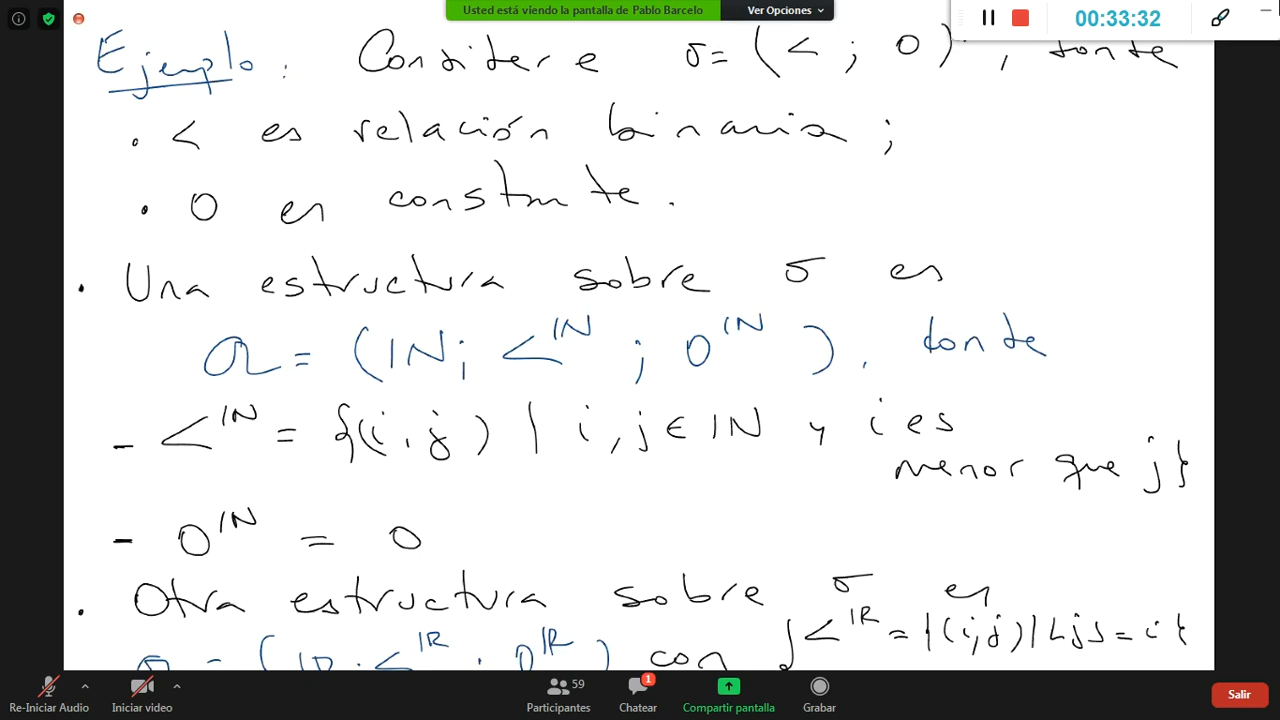 Usted está viendo la pantalla de Pablo Barcelo
Ver Opciones
00:33:32
Ejemplo: Considere σ = ( < ; 0 ), donde
· < es relación binaria ;
· 0 es constante.
· Una estructura sobre σ es
𝔄 = (ℕ; <^ℕ ; 0^ℕ ), donde
- <^ℕ = {(i, j) | i, j ∈ ℕ y i es
menor que j}
- 0^ℕ = 0
· Otra estructura sobre σ es
= (ℝ; <^ℝ ; 0^ℝ ) con { <^ℝ = {(i,j) | ⌊j⌋ = i}
59
1
Re-Iniciar Audio
Iniciar video
Participantes
Chatear
Compartir pantalla
Grabar
Salir